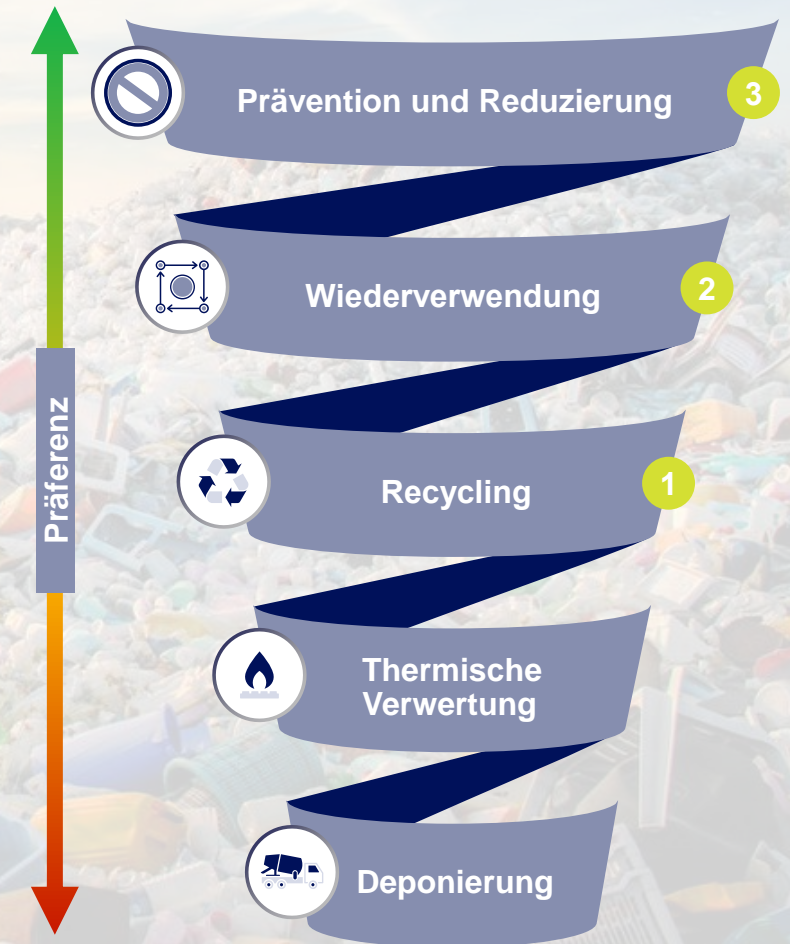 Prävention und Reduzierung
3
Wiederverwendung
2
Präferenz
Recycling
1
Thermische
Verwertung
Deponierung